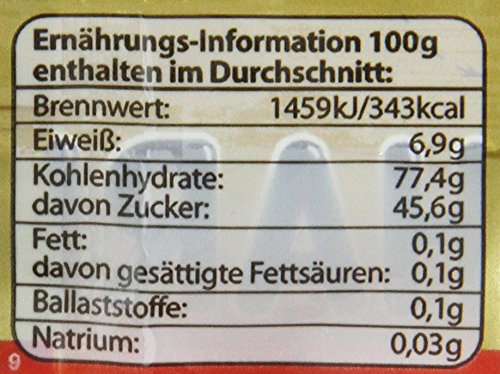 Ernährungs-Information 100g
enthalten im Durchschnitt:
Brennwert: 1459kJ/343kcal
Eiweiß: 6,9g
Kohlenhydrate: 77,4g
davon Zucker: 45,6g
Fett: 0,1g
davon gesättigte Fettsäuren: 0,1g
Ballaststoffe: 0,1g
Natrium: 0,03g